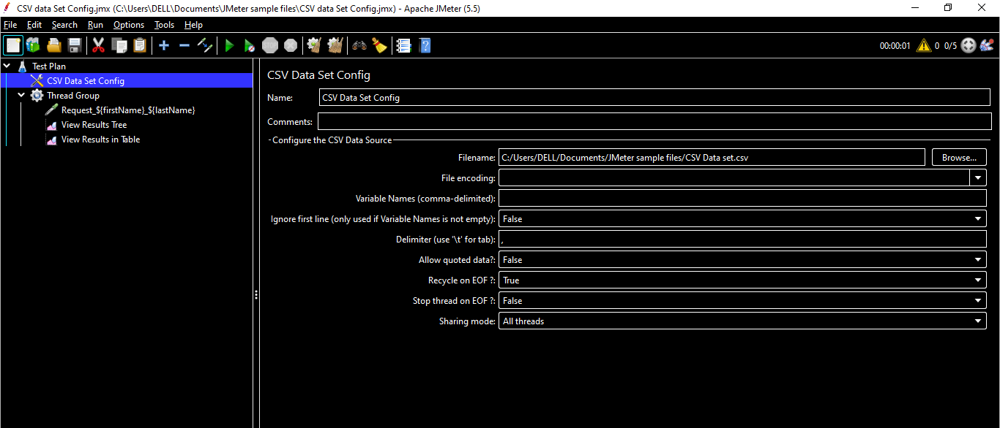 CSV data Set Config.jmx (C:\Users\DELL\Documents\JMeter sample files\CSV data Set Config.jmx) - Apache JMeter (5.5)
File Edit Search Run Options Tools Help
00:00:01 0 0/5
Test Plan
CSV Data Set Config
Thread Group
Request_${firstName}_${lastName}
View Results Tree
View Results in Table
CSV Data Set Config
Name: CSV Data Set Config
Comments:
Configure the CSV Data Source
Filename: C:/Users/DELL/Documents/JMeter sample files/CSV Data set.csv Browse...
File encoding:
Variable Names (comma-delimited):
Ignore first line (only used if Variable Names is not empty): False
Delimiter (use '\t' for tab): ,
Allow quoted data?: False
Recycle on EOF ?: True
Stop thread on EOF ?: False
Sharing mode: All threads